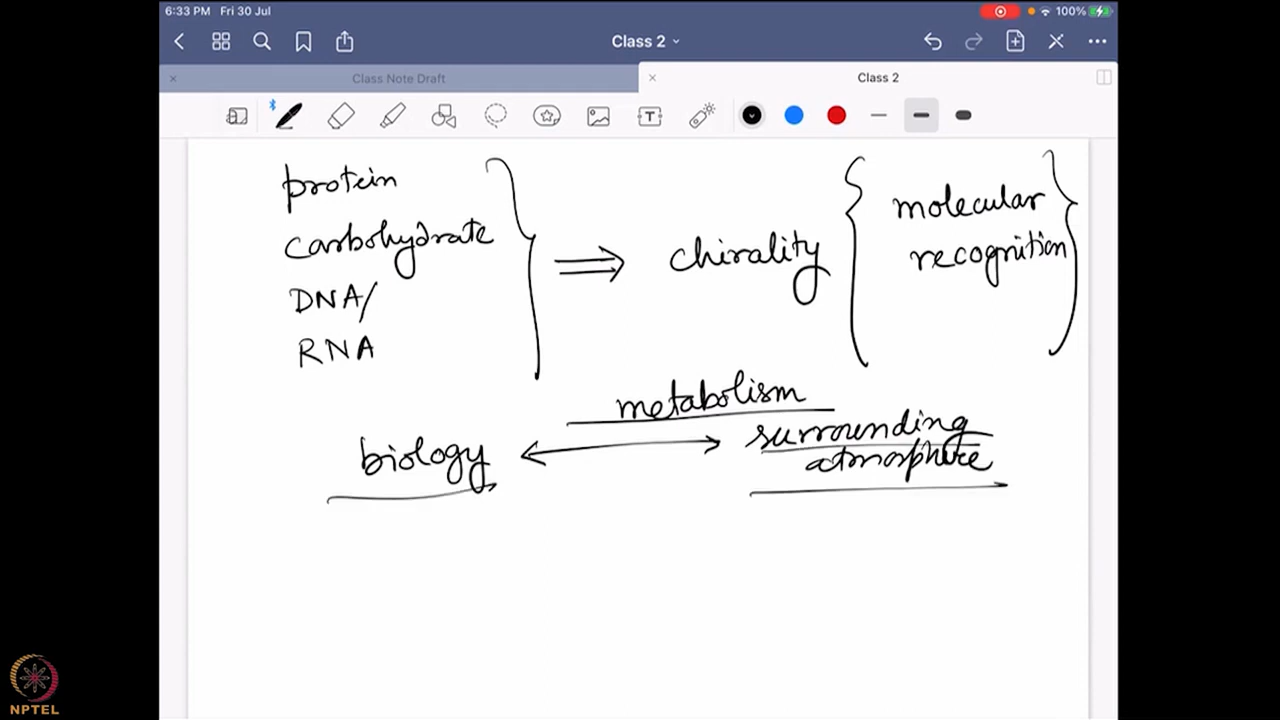 6:33 PM Fri 30 Jul 100%
Class 2
Class Note Draft
Class 2
T
protein
carbohydrate
DNA/
RNA
chirality
molecular
recognition
metabolism
biology
surrounding
atmosphere
NPTEL